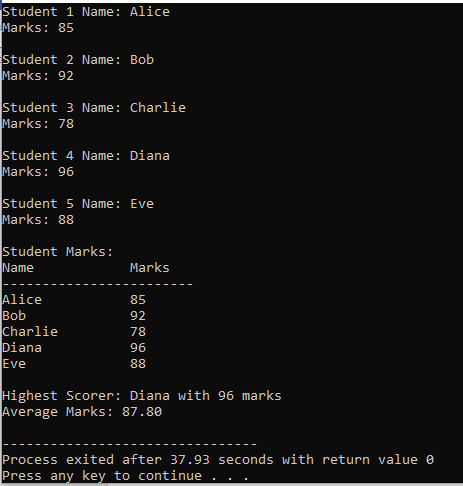 Student 1 Name: Alice
Marks: 85
Student 2 Name: Bob
Marks: 92
Student 3 Name: Charlie
Marks: 78
Student 4 Name: Diana
Marks: 96
Student 5 Name: Eve
Marks: 88
Student Marks:
Name            Marks
------------------------
Alice           85
Bob             92
Charlie         78
Diana           96
Eve             88
Highest Scorer: Diana with 96 marks
Average Marks: 87.80
--------------------------------
Process exited after 37.93 seconds with return value 0
Press any key to continue . . .